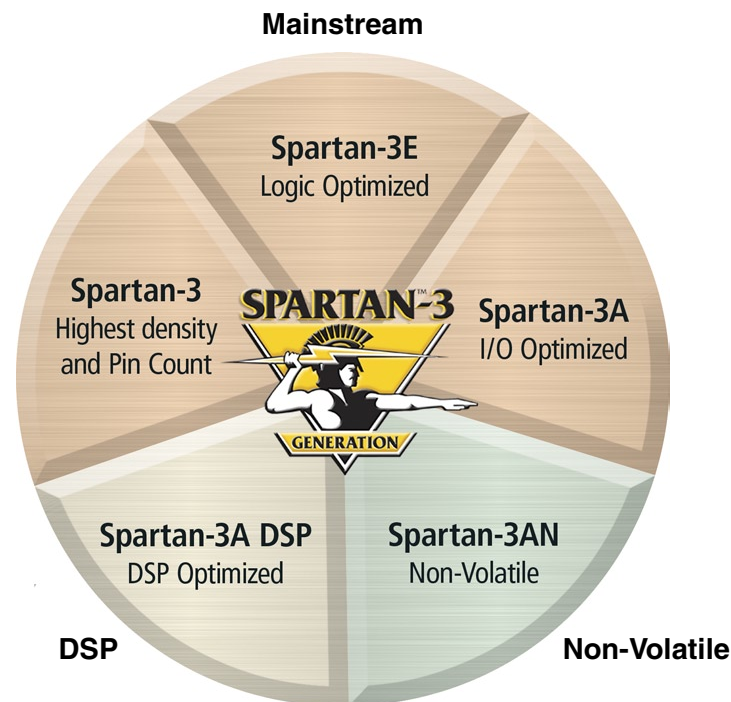 Mainstream
Spartan-3E
Logic Optimized
Spartan-3
Highest density
and Pin Count
SPARTAN™-3
GENERATION
Spartan-3A
I/O Optimized
Spartan-3A DSP
DSP Optimized
Spartan-3AN
Non-Volatile
DSP
Non-Volatile